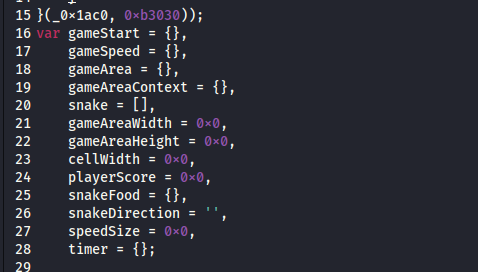 15 }(_0×1ac0, 0×b3030));
16 var gameStart = {},
17 gameSpeed = {},
18 gameArea = {},
19 gameAreaContext = {},
20 snake = [],
21 gameAreaWidth = 0×0,
22 gameAreaHeight = 0×0,
23 cellWidth = 0×0,
24 playerScore = 0×0,
25 snakeFood = {},
26 snakeDirection = '',
27 speedSize = 0×0,
28 timer = {};
29